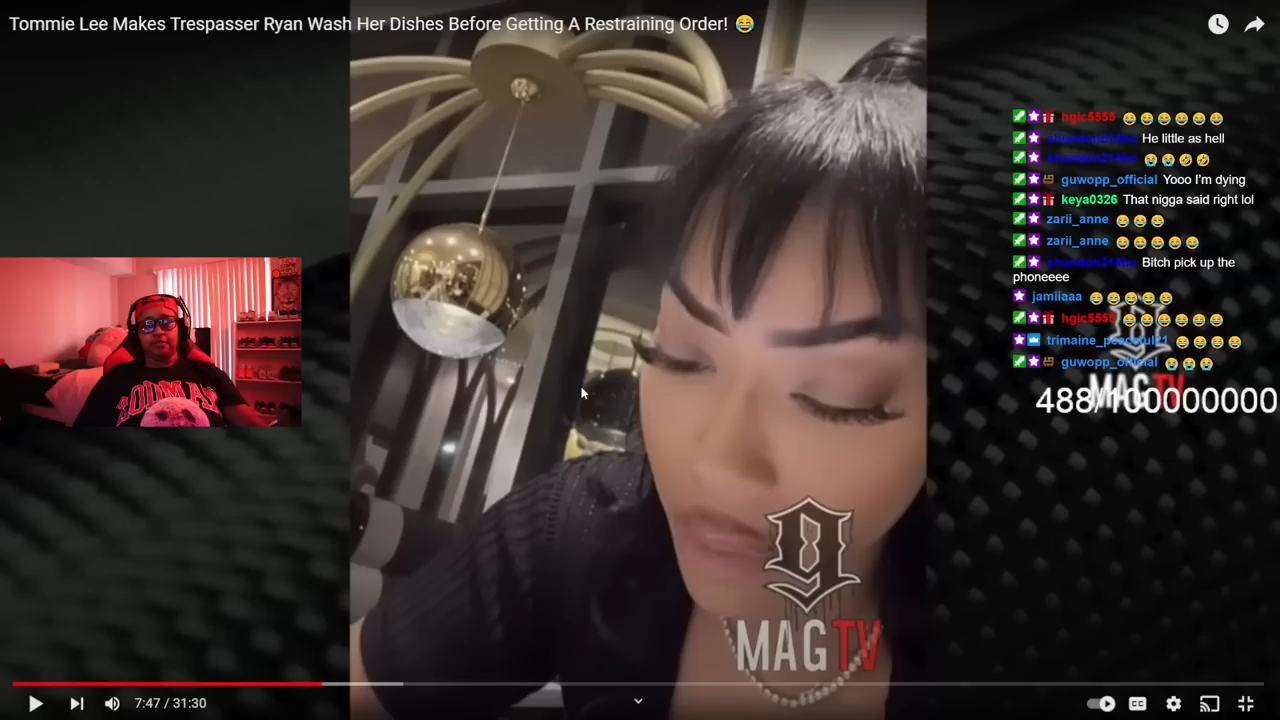 Tommie Lee Makes Trespasser Ryan Wash Her Dishes Before Getting A Restraining Order! 😂
hgic5555 😂😂😂😂😂😂
He little as hell
😭😭🤣🤣
guwopp_official Yooo I'm dying
keya0326 That nigga said right lol
zarii_anne 😂😂😂
zarii_anne 😂😂😂😂😂
Bitch pick up the
phoneeee
jamiiaaa 😂😂😂😂😂
hgic5555 😂😂😂😂😂😂
😂😂😂😂
guwopp_official 😭😭😭
MAGTV
488/100000000
g
MAGTV
7:47 / 31:30
CC